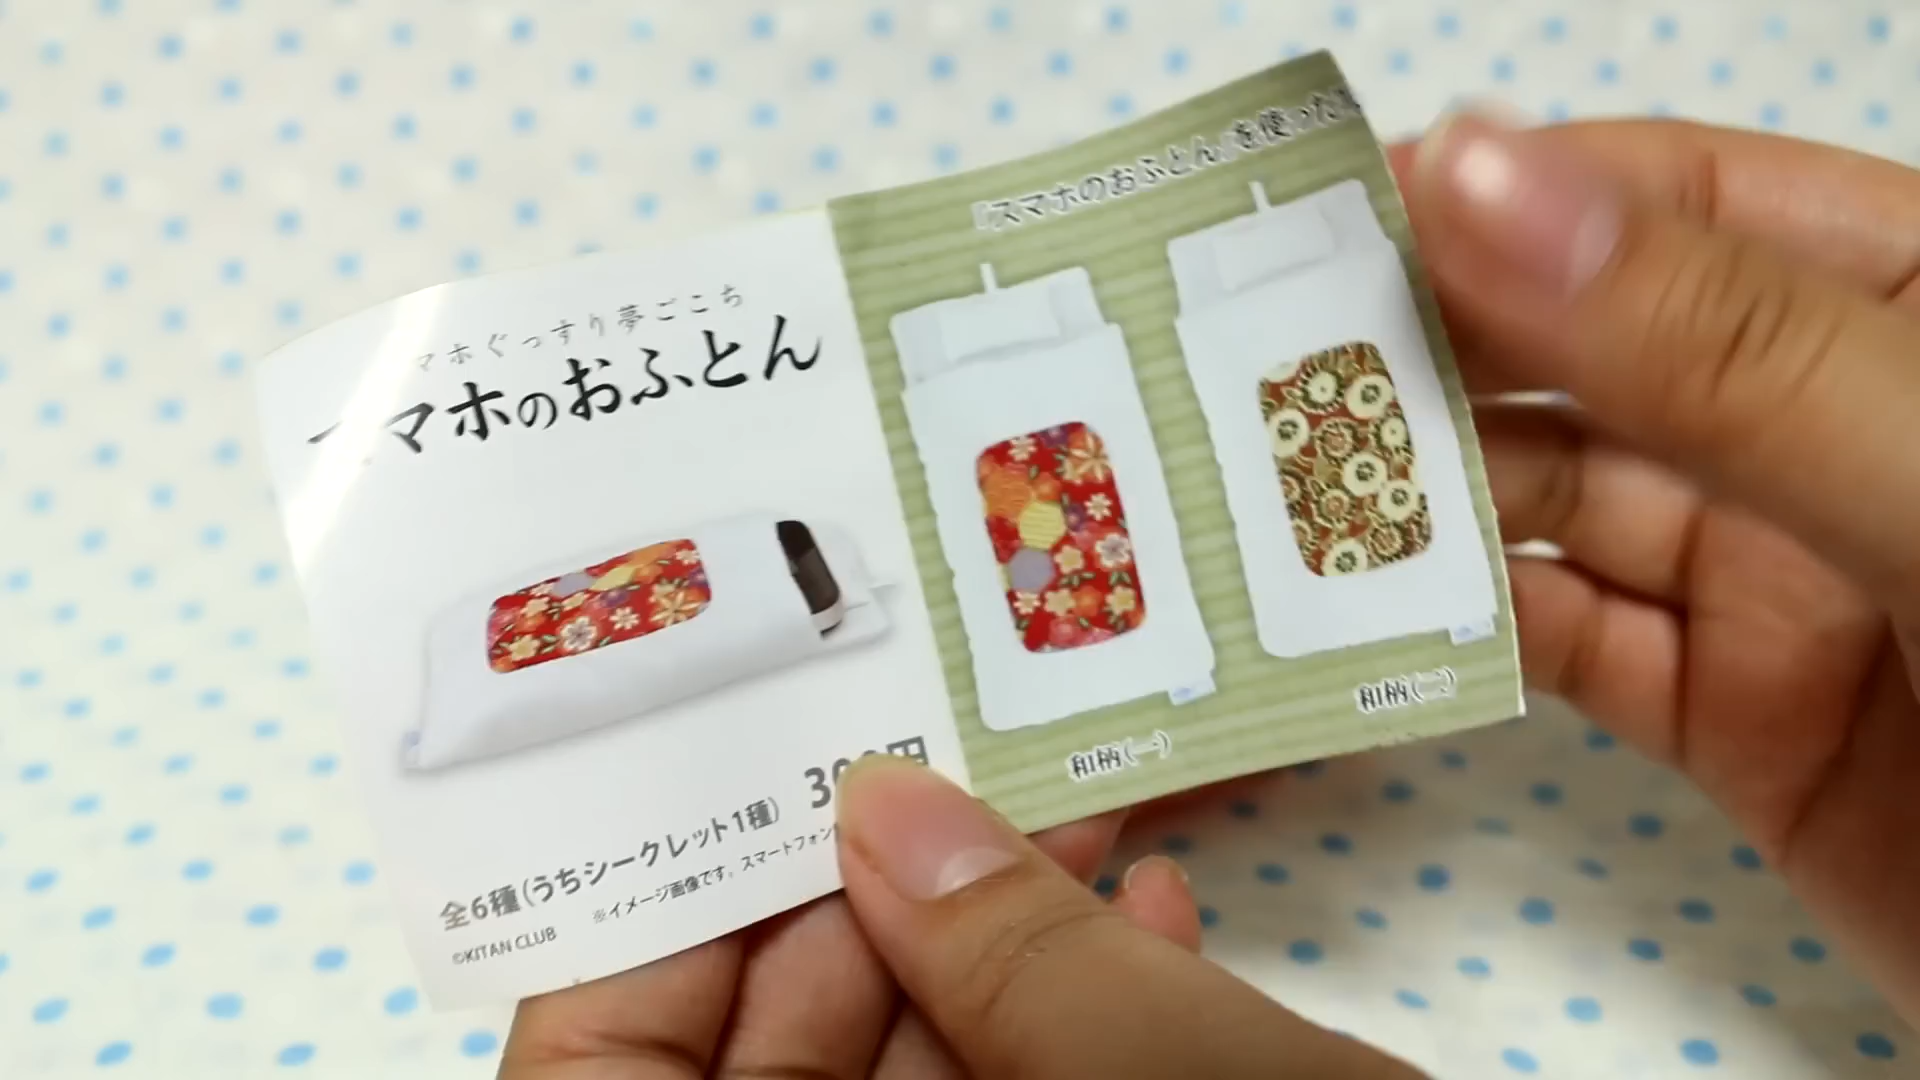 マホぐっすり夢ごこち
マホのおふとん
全6種(うちシークレット1種)
※イメージ画像です。スマートフォン
©KITAN CLUB
「スマホのおふとん」を使った
和柄(一)
和柄(二)